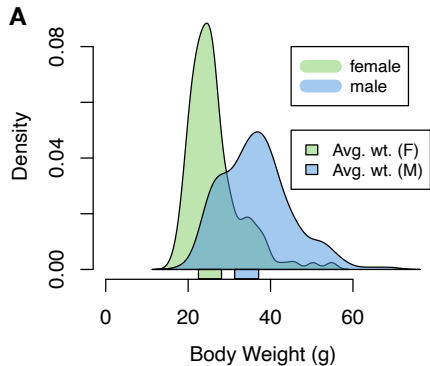 A
0.08
0.04
0.00
Density
female
male
Avg. wt. (F)
Avg. wt. (M)
0 20 40 60
Body Weight (g)